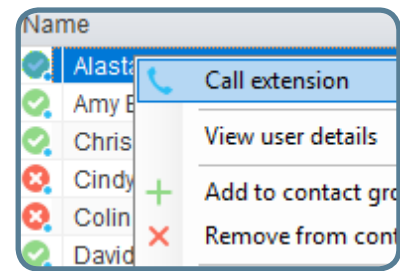 Name
Alasta
Call extension
Amy E
Chris
View user details
Cindy
Add to contact gro
Colin
Remove from cont
David